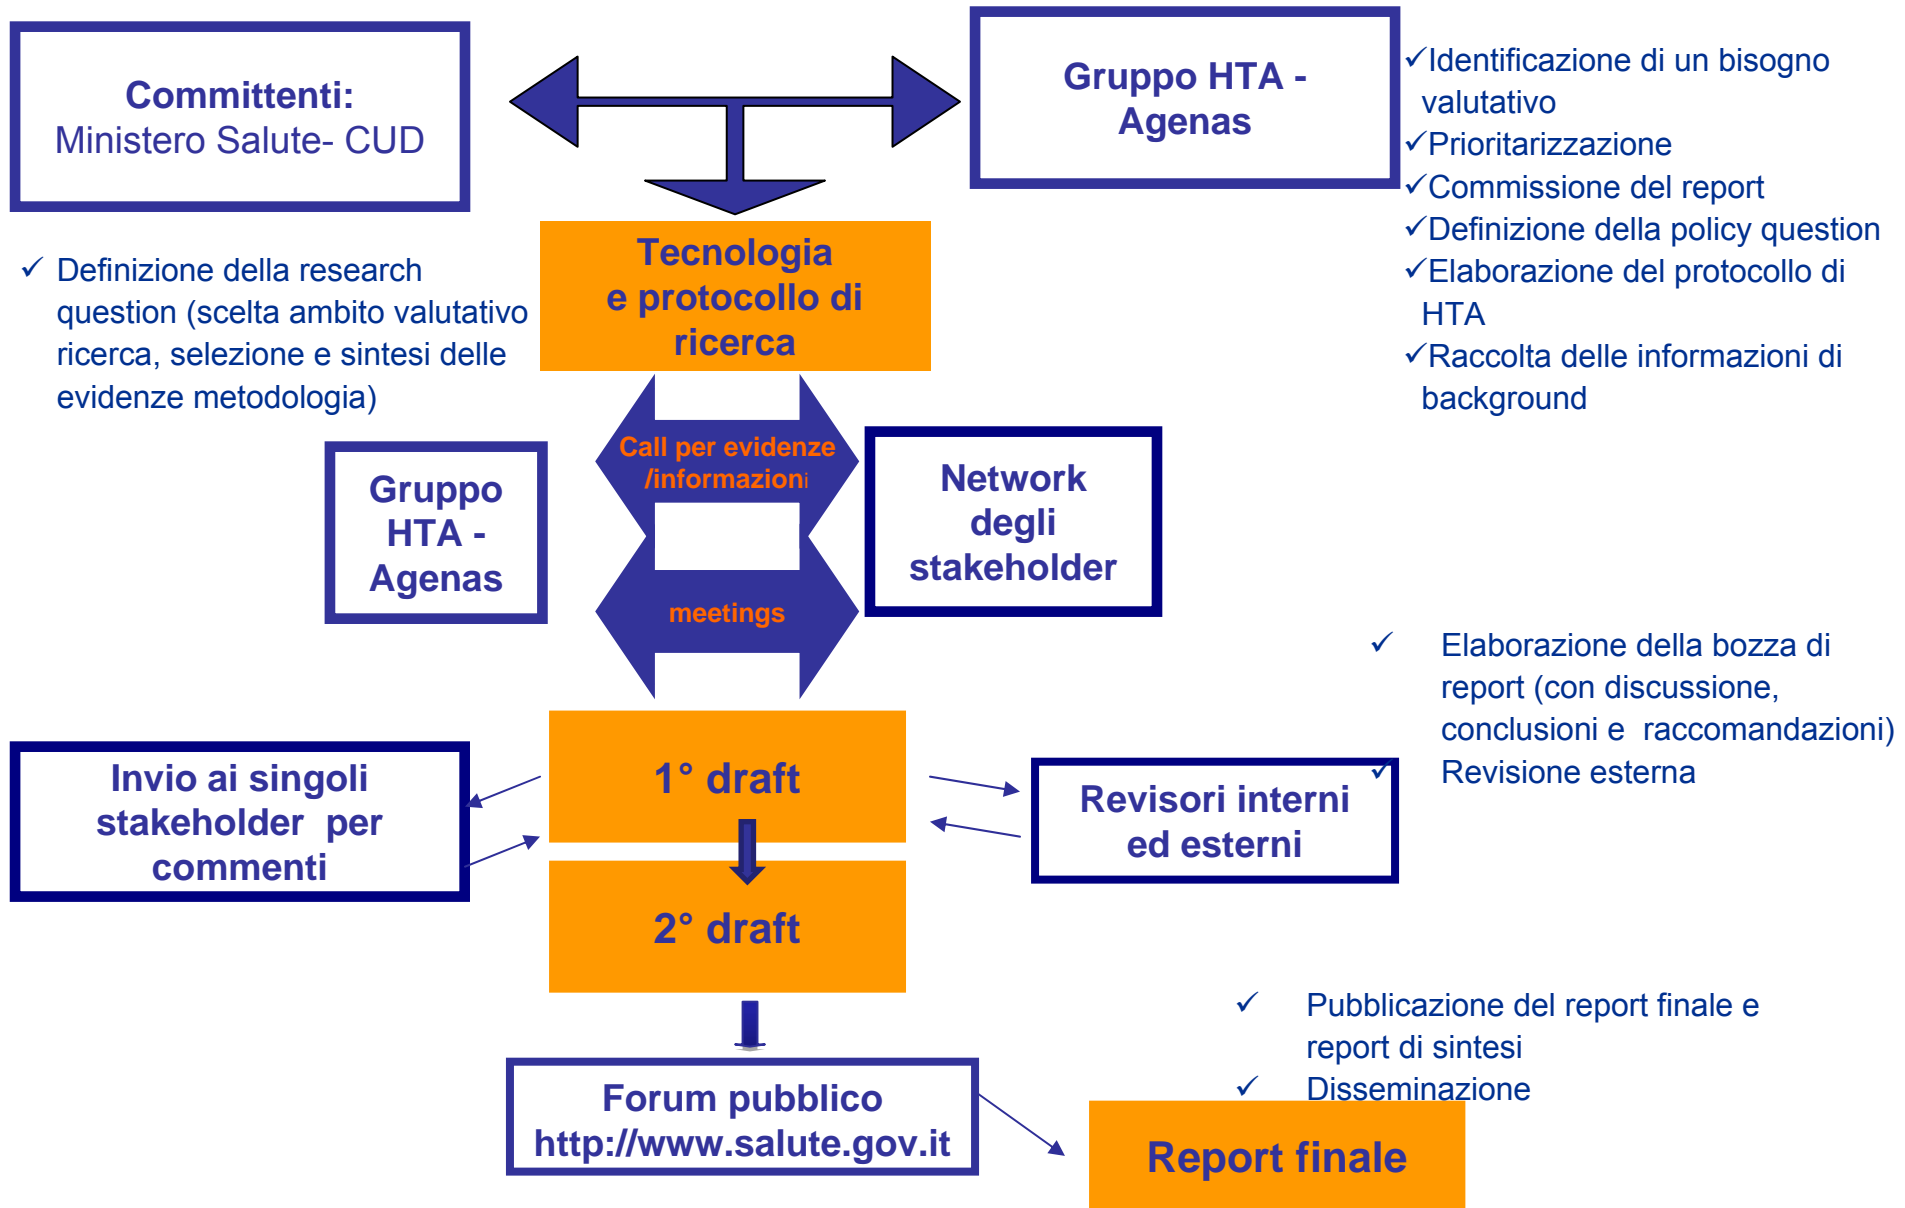 Committenti:
Ministero Salute- CUD
Gruppo HTA -
Agenas
✓Identificazione di un bisogno
valutativo
✓Prioritarizzazione
✓Commissione del report
✓Definizione della policy question
✓Elaborazione del protocollo di
HTA
✓Raccolta delle informazioni di
background
✓ Definizione della research
question (scelta ambito valutativo
ricerca, selezione e sintesi delle
evidenze metodologia)
Tecnologia
e protocollo di
ricerca
Call per evidenze
/informazioni
Gruppo
HTA -
Agenas
Network
degli
stakeholder
meetings
✓ Elaborazione della bozza di
report (con discussione,
conclusioni e raccomandazioni)
✓ Revisione esterna
Invio ai singoli
stakeholder per
commenti
1° draft
Revisori interni
ed esterni
2° draft
✓ Pubblicazione del report finale e
report di sintesi
✓ Disseminazione
Forum pubblico
http://www.salute.gov.it
Report finale